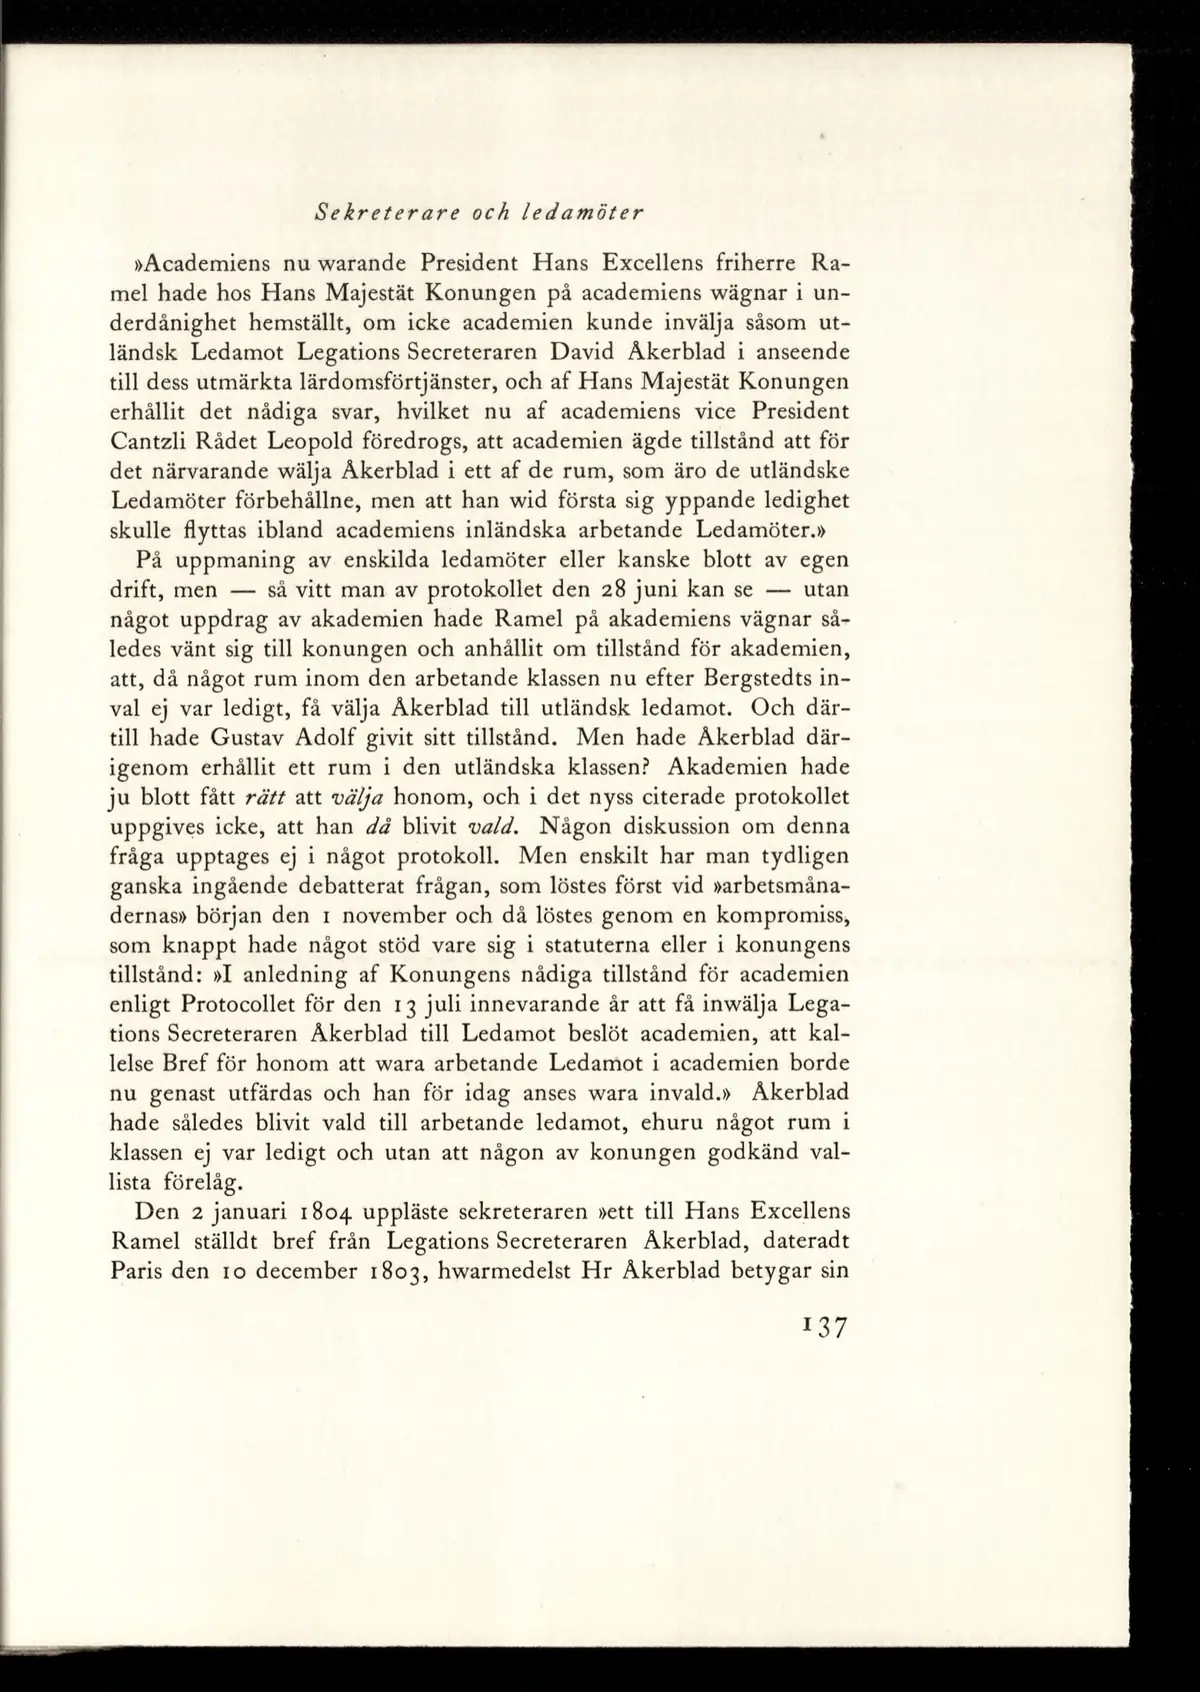 Sekreterare och ledamöter
»Academiens nu warande President Hans Excellens friherre Ra-
mel hade hos Hans Majestät Konungen på academiens wägnar i un-
derdånighet hemställt, om icke academien kunde invälja såsom ut-
ländsk Ledamot Legations Secreteraren David Åkerblad i anseende
till dess utmärkta lärdomsförtjänster, och af Hans Majestät Konungen
erhållit det nådiga svar, hvilket nu af academiens vice President
Cantzli Rådet Leopold föredrogs, att academien ägde tillstånd att för
det närvarande wälja Åkerblad i ett af de rum, som äro de utländske
Ledamöter förbehållne, men att han wid första sig yppande ledighet
skulle flyttas ibland academiens inländska arbetande Ledamöter.»
På uppmaning av enskilda ledamöter eller kanske blott av egen
drift, men — så vitt man av protokollet den 28 juni kan se — utan
något uppdrag av akademien hade Ramel på akademiens vägnar så-
ledes vänt sig till konungen och anhållit om tillstånd för akademien,
att, då något rum inom den arbetande klassen nu efter Bergstedts in-
val ej var ledigt, få välja Åkerblad till utländsk ledamot. Och där-
till hade Gustav Adolf givit sitt tillstånd. Men hade Åkerblad där-
igenom erhållit ett rum i den utländska klassen? Akademien hade
ju blott fått rätt att välja honom, och i det nyss citerade protokollet
uppgives icke, att han då blivit vald. Någon diskussion om denna
fråga upptages ej i något protokoll. Men enskilt har man tydligen
ganska ingående debatterat frågan, som löstes först vid »arbetsmåna-
dernas» början den 1 november och då löstes genom en kompromiss,
som knappt hade något stöd vare sig i statuterna eller i konungens
tillstånd: »I anledning af Konungens nådiga tillstånd för academien
enligt Protocollet för den 13 juli innevarande år att få inwälja Lega-
tions Secreteraren Åkerblad till Ledamot beslöt academien, att kal-
lelse Bref för honom att wara arbetande Ledamot i academien borde
nu genast utfärdas och han för idag anses wara invald.» Åkerblad
hade således blivit vald till arbetande ledamot, ehuru något rum i
klassen ej var ledigt och utan att någon av konungen godkänd val-
lista förelåg.
Den 2 januari 1804 uppläste sekreteraren »ett till Hans Excellens
Ramel ställdt bref från Legations Secreteraren Åkerblad, dateradt
Paris den 10 december 1803, hwarmedelst Hr Åkerblad betygar sin
137